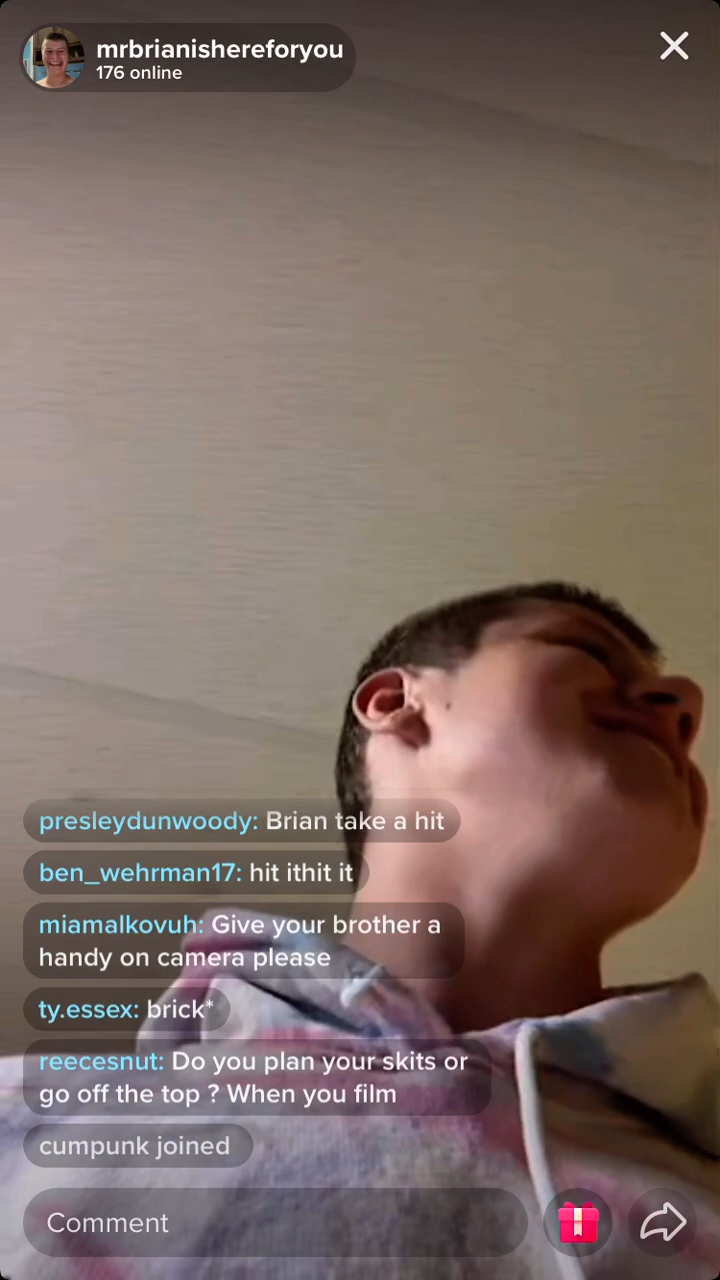 mrbrianishereforyou
176 online
presleydunwoody: Brian take a hit
ben_wehrman17: hit ithit it
miamalkovuh: Give your brother a
handy on camera please
ty.essex: brick*
reecesnut: Do you plan your skits or
go off the top ? When you film
cumpunk joined
Comment